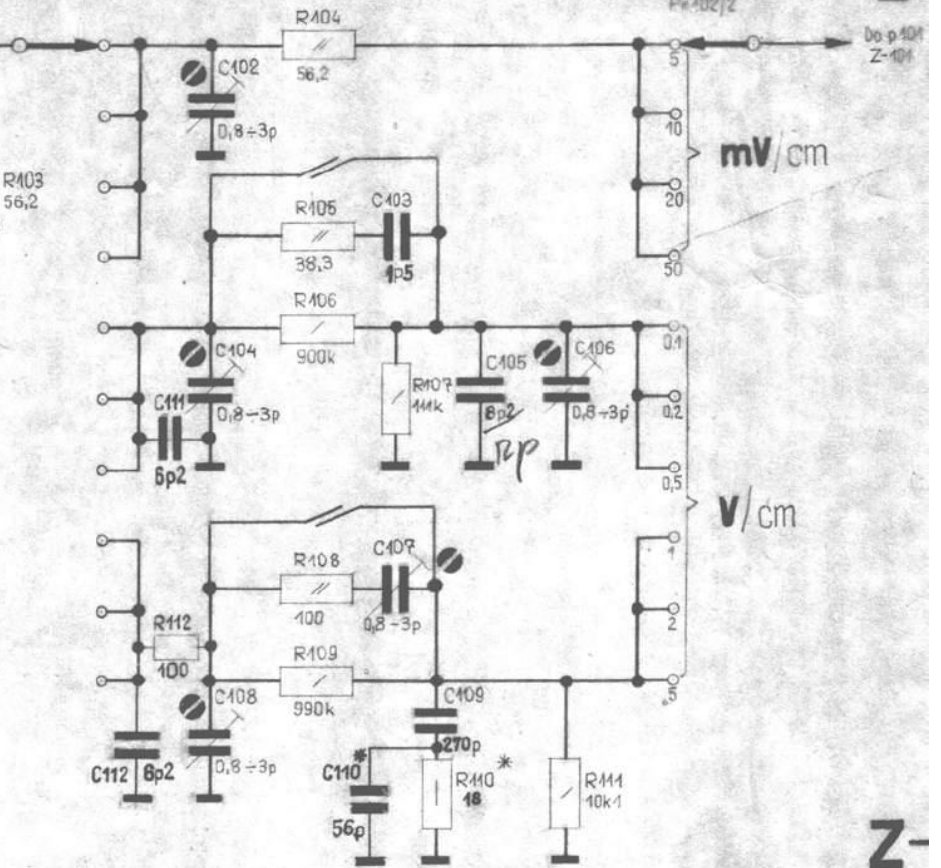 R104
56,2
C102
0,8÷3p
R103
56,2
Do p101
Z-101
5
10
20
50
mV/cm
R105
38,3
C103
1p5
R106
900k
C104
0,8-3p
C111
6p2
R107
111k
C105
8p2
C106
0,8-3p
0,1
0,2
0,5
V/cm
1
2
5
R108
100
C107
0,8-3p
R112
100
R109
990k
C108
0,8-3p
C112 6p2
C109
270p
C110 *
56p
R110 *
18
R111
10k1
Z-